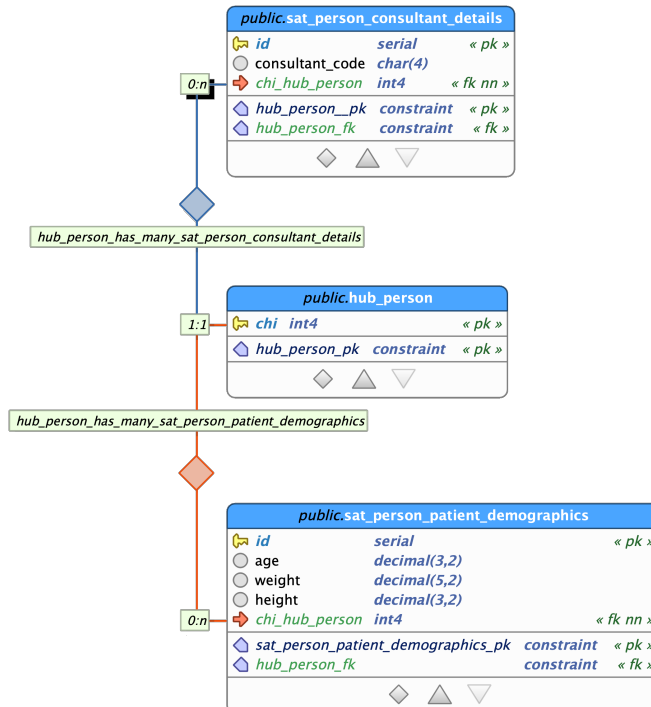 public.sat_person_consultant_details
id serial « pk »
consultant_code char(4)
0:n
chi_hub_person int4 « fk nn »
hub_person__pk constraint « pk »
hub_person_fk constraint « fk »
hub_person_has_many_sat_person_consultant_details
public.hub_person
1:1
chi int4 « pk »
hub_person_pk constraint « pk »
hub_person_has_many_sat_person_patient_demographics
public.sat_person_patient_demographics
id serial « pk »
age decimal(3,2)
weight decimal(5,2)
height decimal(3,2)
0:n
chi_hub_person int4 « fk nn »
sat_person_patient_demographics_pk constraint « pk »
hub_person_fk constraint « fk »